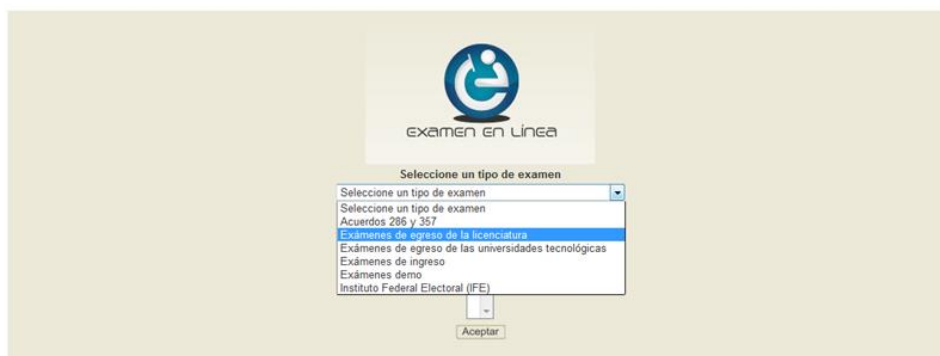 examen en línea
Seleccione un tipo de examen
Seleccione un tipo de examen
Seleccione un tipo de examen
Acuerdos 286 y 357
Exámenes de egreso de la licenciatura
Exámenes de egreso de las universidades tecnológicas
Exámenes de ingreso
Exámenes demo
Instituto Federal Electoral (IFE)
Aceptar